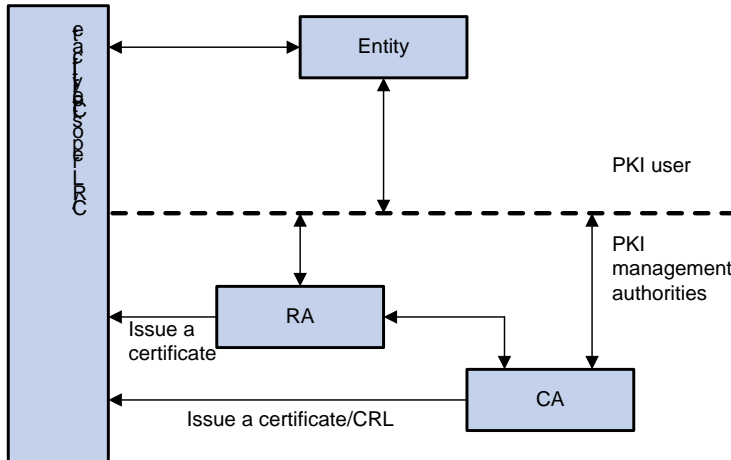 Entity
PKI user
PKI
management
authorities
RA
Issue a
certificate
CA
Issue a certificate/CRL